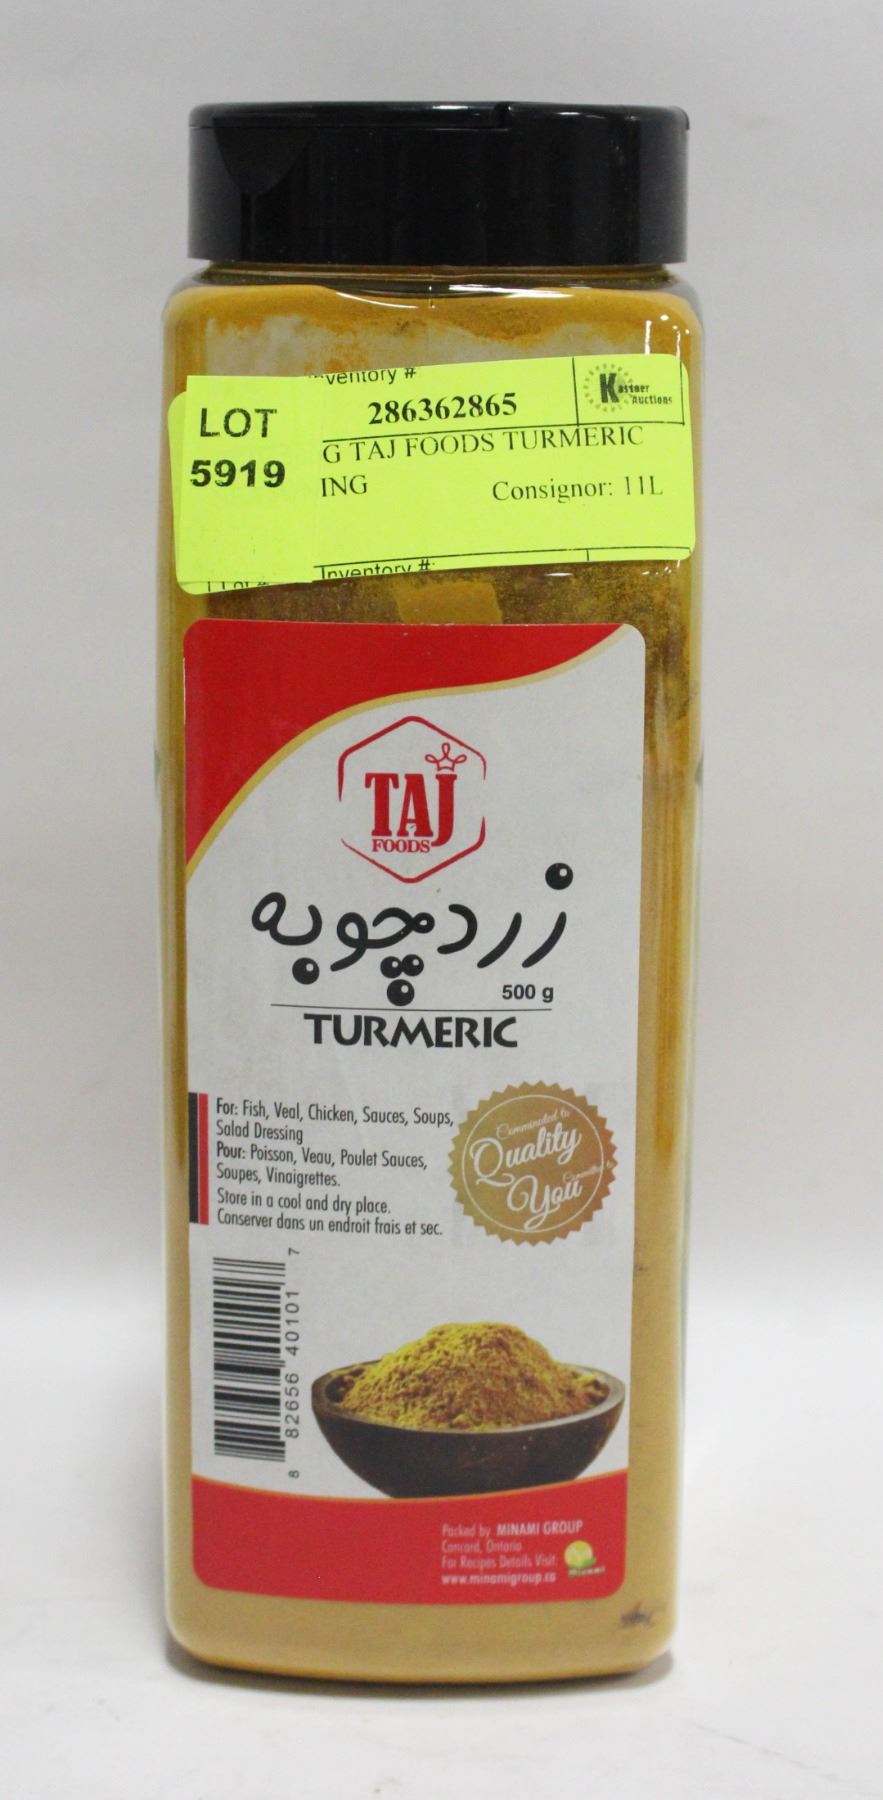 Inventory #
286362865
Kastner Auctions
LOT
5919
G TAJ FOODS TURMERIC
ING
Consignor: 11L
Inventory #:
TAJ
FOODS
زردچوبه
500 g
TURMERIC
For: Fish, Veal, Chicken, Sauces, Soups,
Salad Dressing
Pour: Poisson, Veau, Poulet Sauces,
Soupes, Vinaigrettes.
Store in a cool and dry place.
Conserver dans un endroit frais et sec.
Quality
You
8 82656 40101 7
Packed by MINAMI GROUP
Concord, Ontario
For Recipes Details Visit
www.minamigroup.ca
Minami